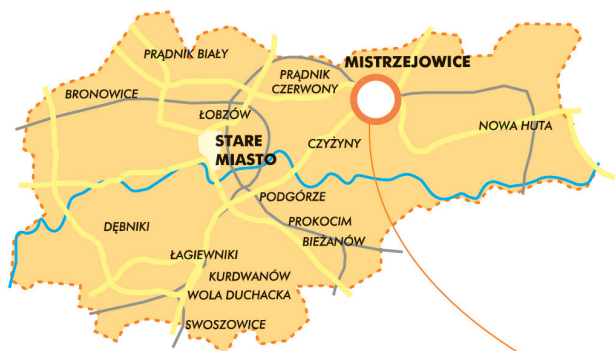 PRĄDNIK BIAŁY
MISTRZEJOWICE
PRĄDNIK
CZERWONY
BRONOWICE
ŁOBZÓW
NOWA HUTA
STARE
MIASTO
CZYŻYNY
PODGÓRZE
PROKOCIM
DĘBNIKI
BIEŻANÓW
ŁAGIEWNIKI
KURDWANÓW
WOLA DUCHACKA
SWOSZOWICE